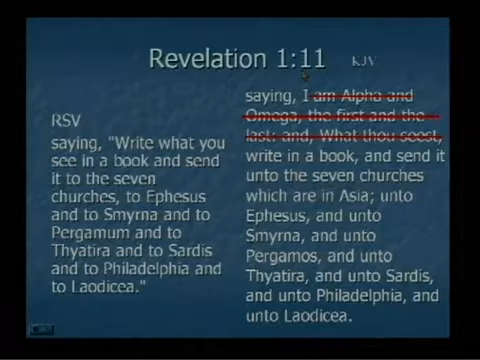 Revelation 1:11 KJV
RSV
saying, "Write what you
see in a book and send
it to the seven
churches, to Ephesus
and to Smyrna and to
Pergamum and to
Thyatira and to Sardis
and to Philadelphia and
to Laodicea."
saying, I am Alpha and
Omega, the first and the
last: and, What thou seest,
write in a book, and send it
unto the seven churches
which are in Asia; unto
Ephesus, and unto
Smyrna, and unto
Pergamos, and unto
Thyatira, and unto Sardis,
and unto Philadelphia, and
unto Laodicea.